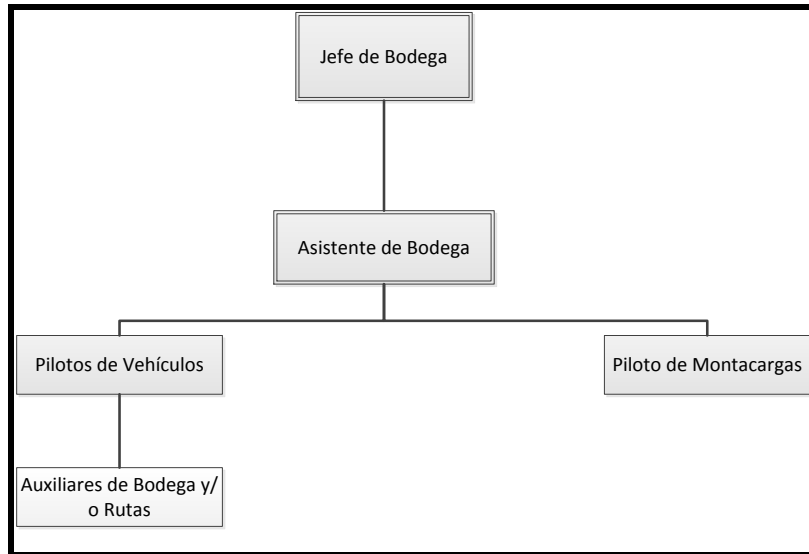 Jefe de Bodega
Asistente de Bodega
Pilotos de Vehículos
Piloto de Montacargas
Auxiliares de Bodega y/
o Rutas